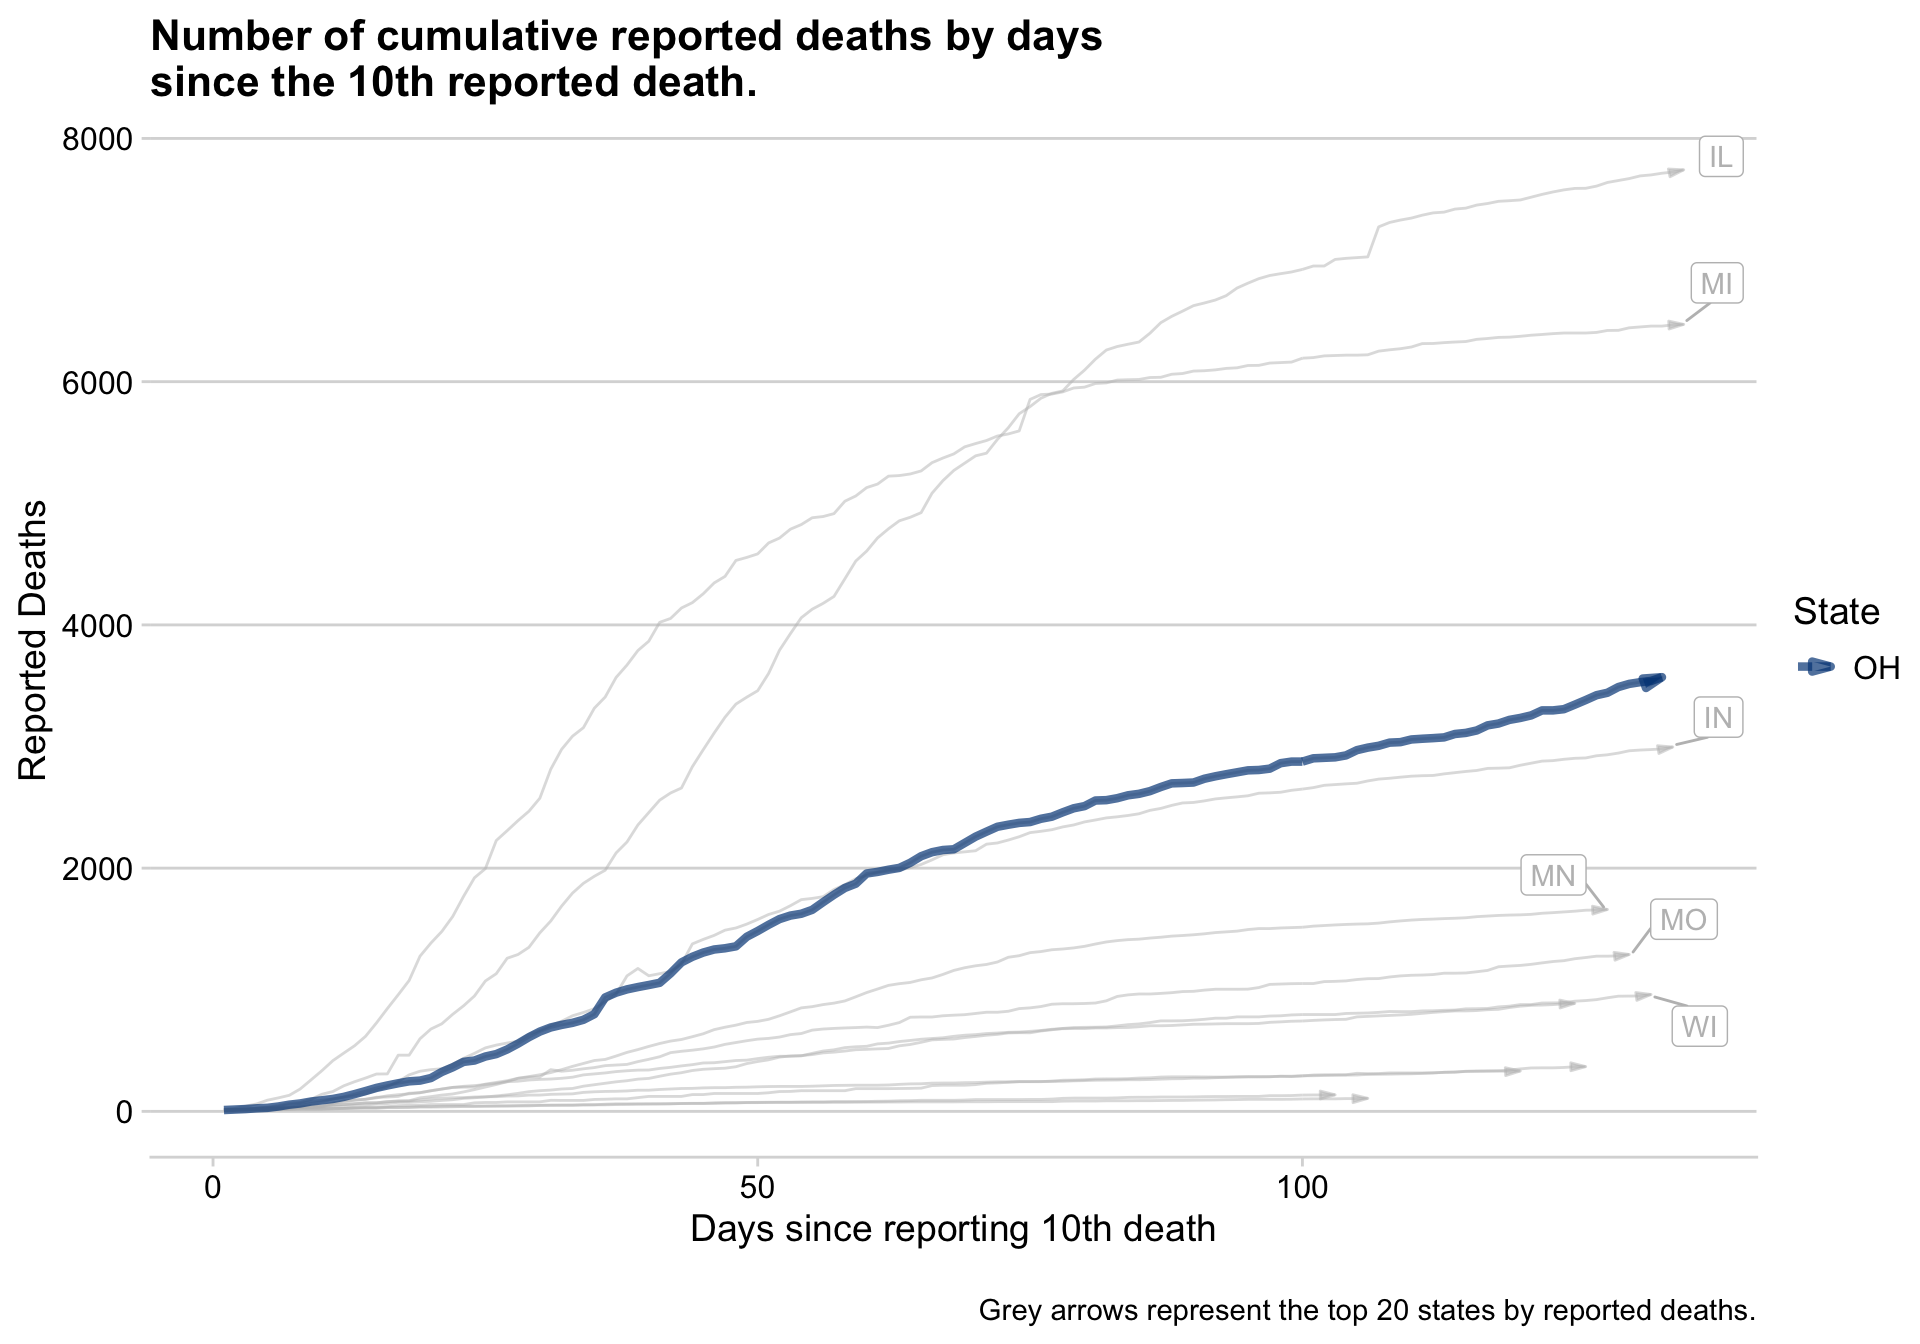 Number of cumulative reported deaths by days
since the 10th reported death.
8000
IL
MI
6000
Reported Deaths
4000
State
OH
IN
2000
MN
MO
WI
0
0 50 100
Days since reporting 10th death
Grey arrows represent the top 20 states by reported deaths.